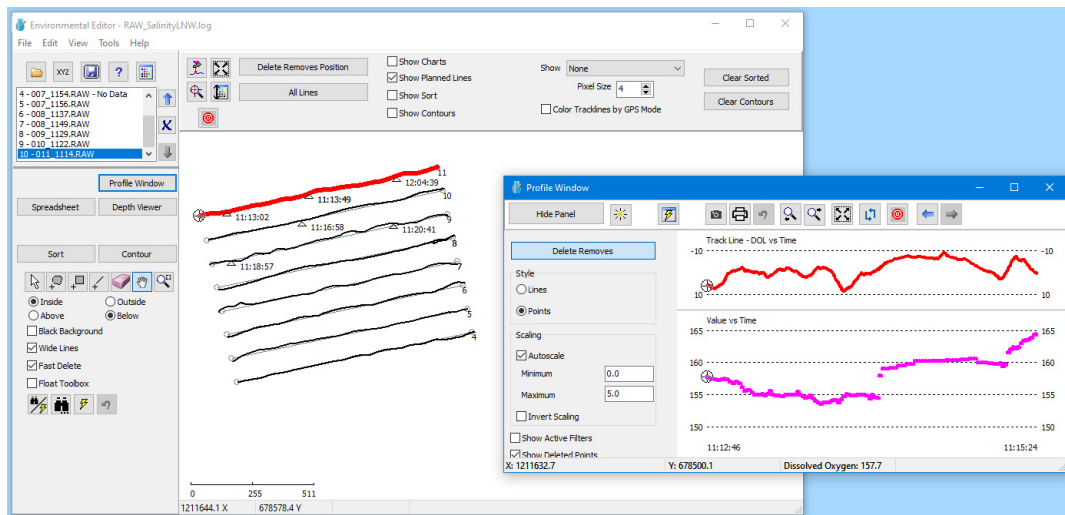 Environmental Editor - RAW_SalinityLNW.log
File Edit View Tools Help
XYZ
?
4 - 007_1154.RAW - No Data
5 - 007_1156.RAW
6 - 008_1137.RAW
7 - 008_1149.RAW
8 - 009_1129.RAW
9 - 010_1122.RAW
10 - 011_1114.RAW
X
Profile Window
Spreadsheet
Depth Viewer
Sort
Contour
Inside
Outside
Above
Below
Black Background
Wide Lines
Fast Delete
Float Toolbox
Delete Removes Position
All Lines
Show Charts
Show Planned Lines
Show Sort
Show Contours
Show
None
Pixel Size
4
Color Tracklines by GPS Mode
Clear Sorted
Clear Contours
11
12:04:39
11:13:49
10
11:13:02
9
11:16:58
11:20:41
8
11:18:57
7
6
5
4
0 255 511
1211644.1 X 678578.4 Y
Profile Window
Hide Panel
Delete Removes
Style
Lines
Points
Scaling
Autoscale
Minimum
0.0
Maximum
5.0
Invert Scaling
Show Active Filters
Show Deleted Points
Track Line - DOL vs Time
-10 -10
10 10
Value vs Time
165 165
160 160
155 155
150 150
11:12:46 11:15:24
X: 1211632.7 Y: 678500.1 Dissolved Oxygen: 157.7